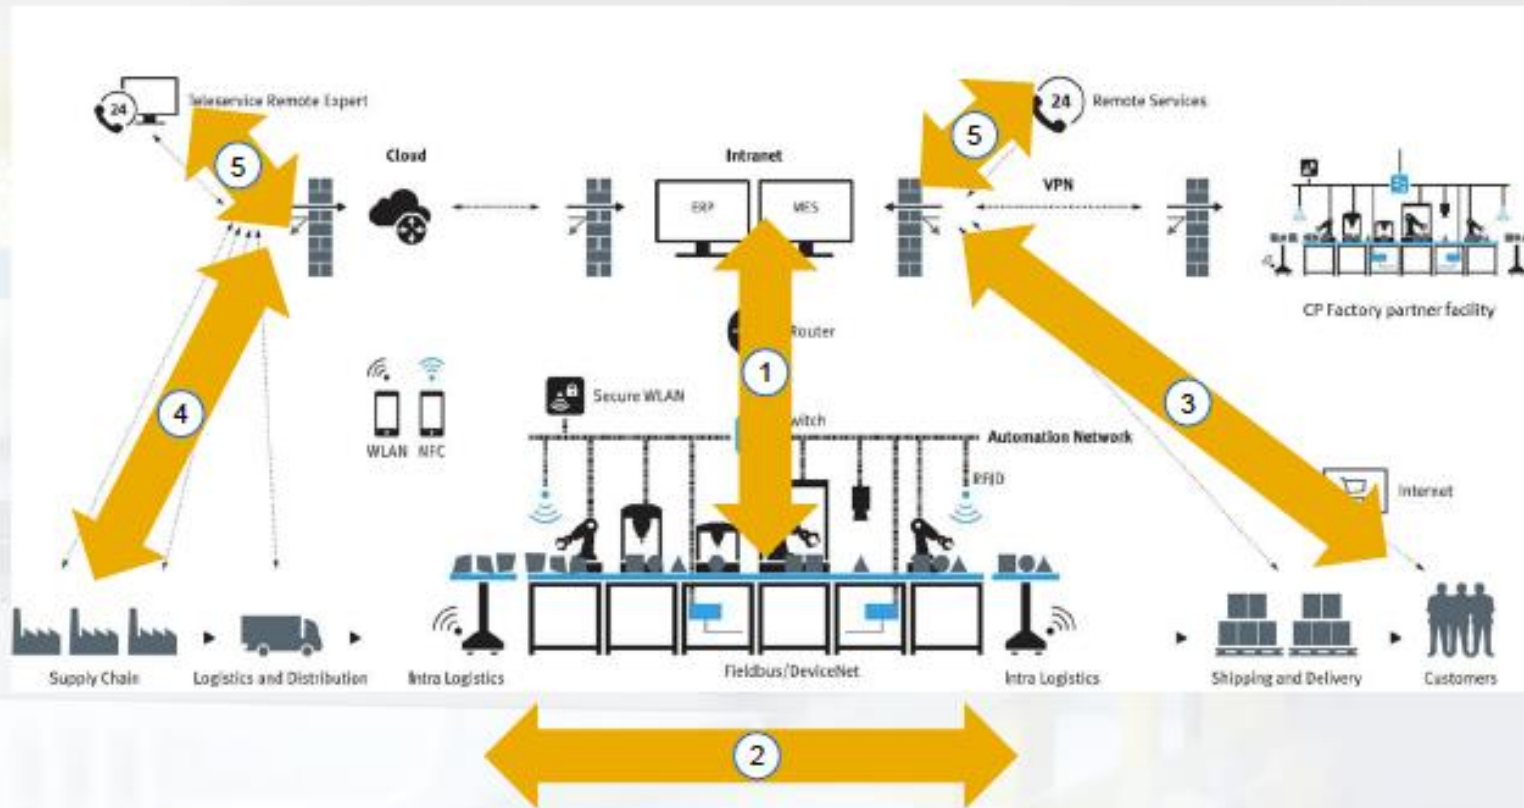 24
Teleservice Remote Expert
24
Remote Services
5
5
Cloud
Intranet
VPN
ERP
MES
CP Factory partner facility
Router
1
4
3
Secure WLAN
witch
Automation Network
WLAN NFC
RFID
Internet
Supply Chain
Logistics and Distribution
Intra Logistics
Fieldbus/DeviceNet
Intra Logistics
Shipping and Delivery
Customers
2